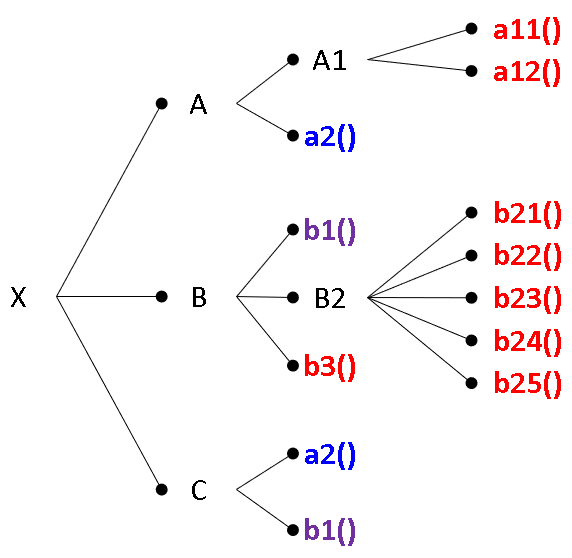 a11()
A1
a12()
A
a2()
b21()
b1()
b22()
X
B
B2
b23()
b24()
b3()
b25()
a2()
C
b1()